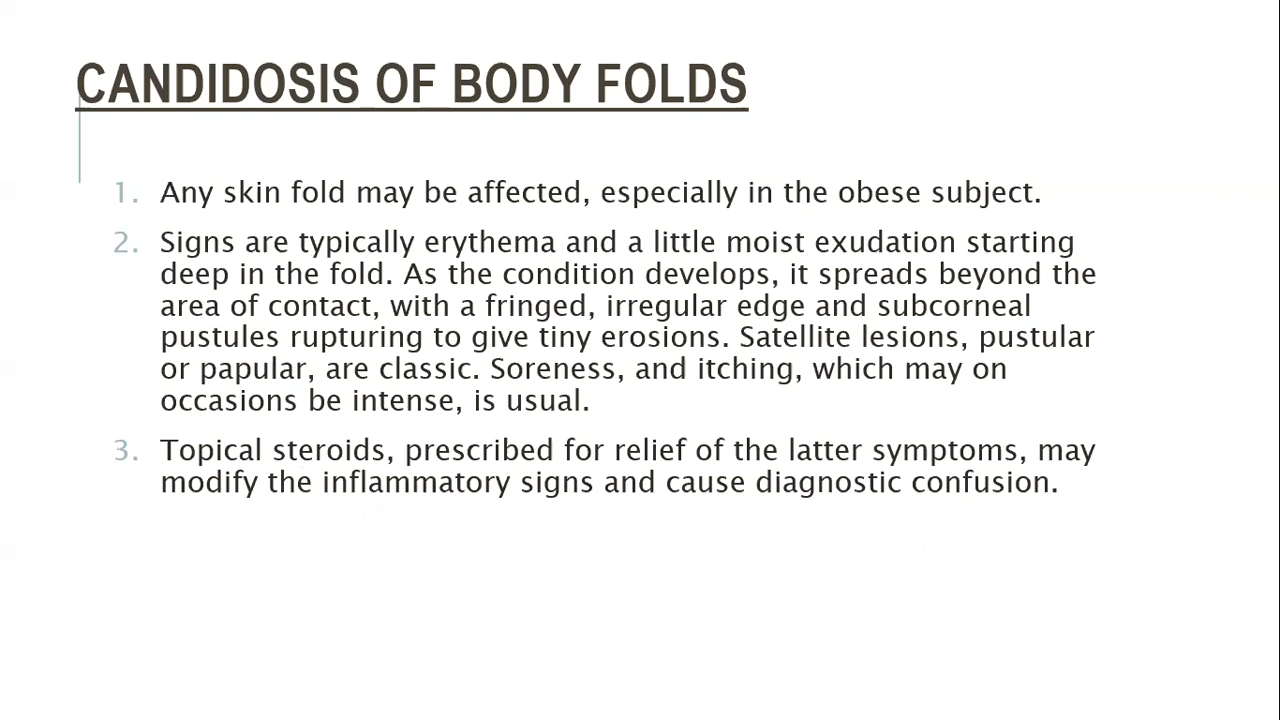 CANDIDOSIS OF BODY FOLDS
1. Any skin fold may be affected, especially in the obese subject.
2. Signs are typically erythema and a little moist exudation starting
deep in the fold. As the condition develops, it spreads beyond the
area of contact, with a fringed, irregular edge and subcorneal
pustules rupturing to give tiny erosions. Satellite lesions, pustular
or papular, are classic. Soreness, and itching, which may on
occasions be intense, is usual.
3. Topical steroids, prescribed for relief of the latter symptoms, may
modify the inflammatory signs and cause diagnostic confusion.